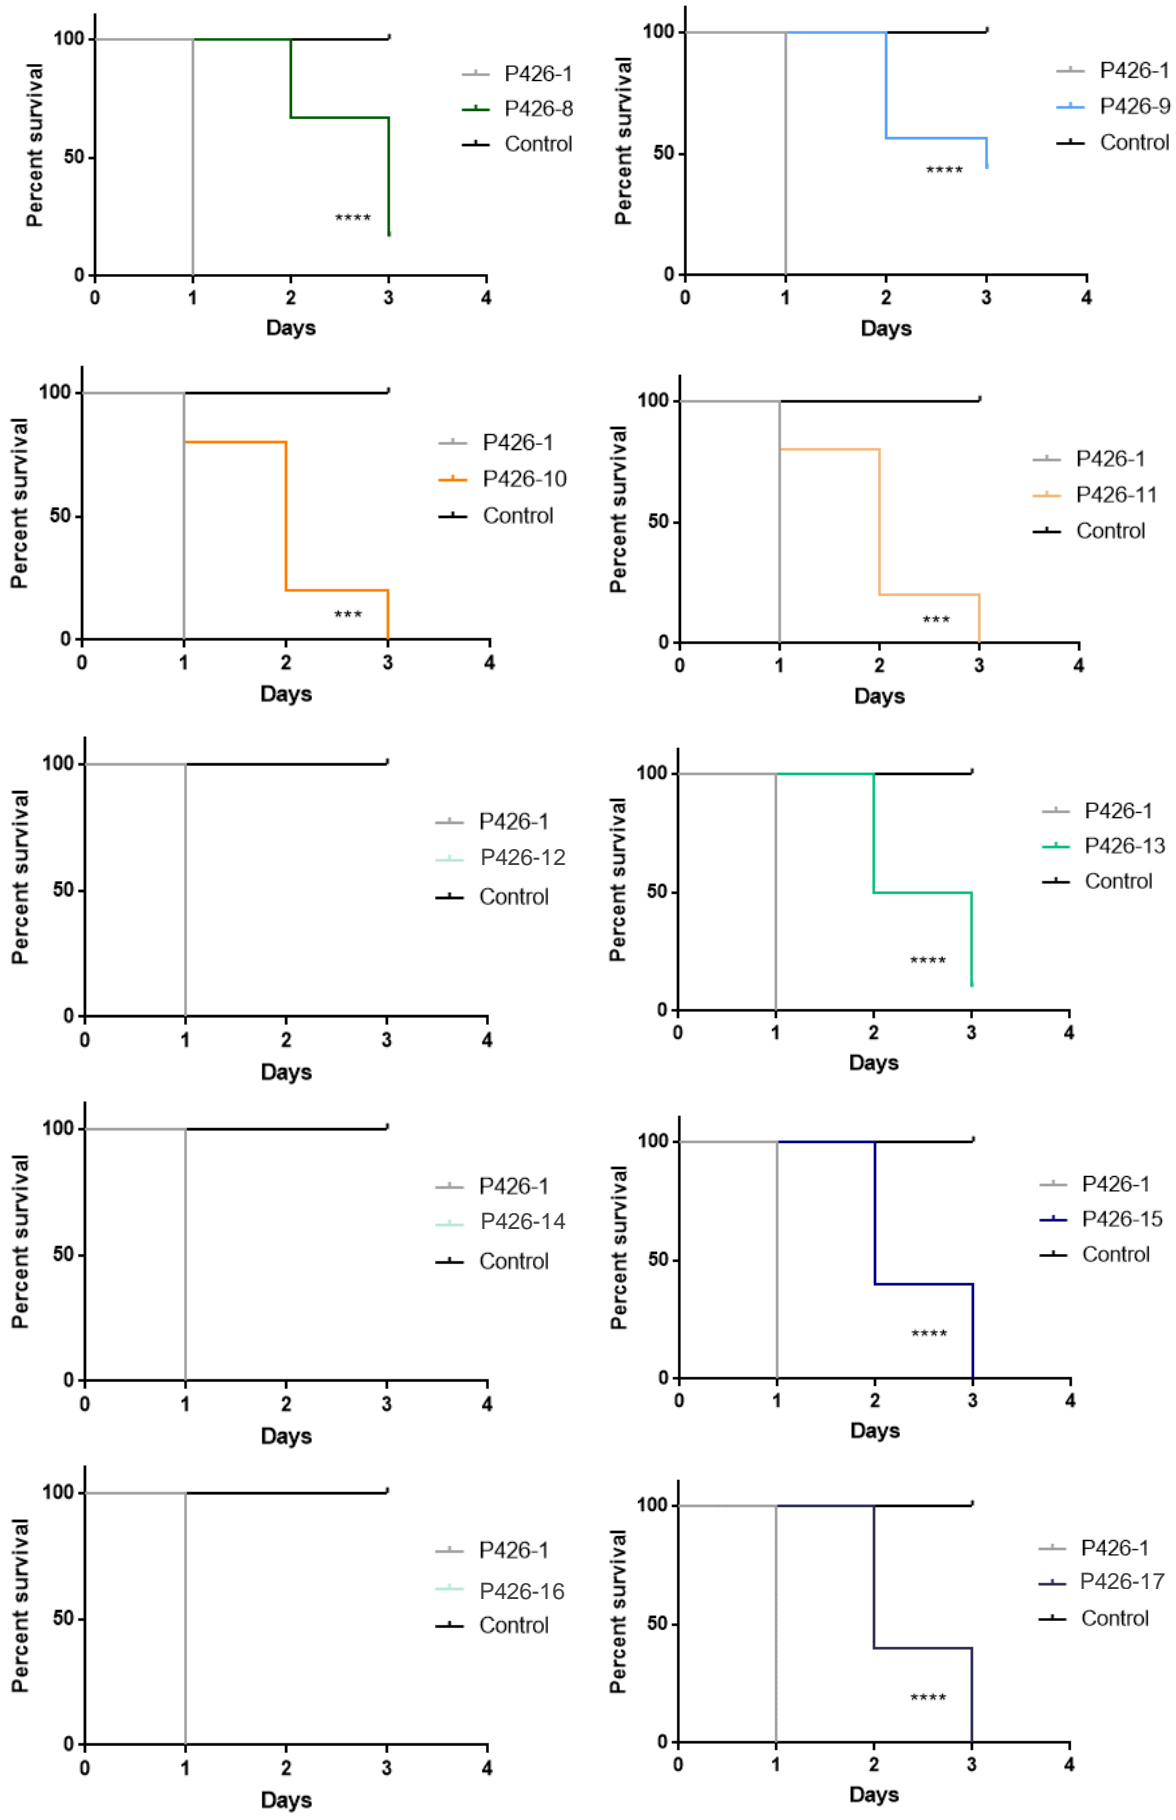 Percent survival
100
50
0
0 1 2 3 4
Days
P426-1
P426-8
Control
****
Percent survival
100
50
0
0 1 2 3 4
Days
P426-1
P426-9
Control
****
Percent survival
100
50
0
0 1 2 3 4
Days
P426-1
P426-10
Control
***
Percent survival
100
50
0
0 1 2 3 4
Days
P426-1
P426-11
Control
***
Percent survival
100
50
0
0 1 2 3 4
Days
P426-1
P426-12
Control
Percent survival
100
50
0
0 1 2 3 4
Days
P426-1
P426-13
Control
****
Percent survival
100
50
0
0 1 2 3 4
Days
P426-1
P426-14
Control
Percent survival
100
50
0
0 1 2 3 4
Days
P426-1
P426-15
Control
****
Percent survival
100
50
0
0 1 2 3 4
Days
P426-1
P426-16
Control
Percent survival
100
50
0
0 1 2 3 4
Days
P426-1
P426-17
Control
****